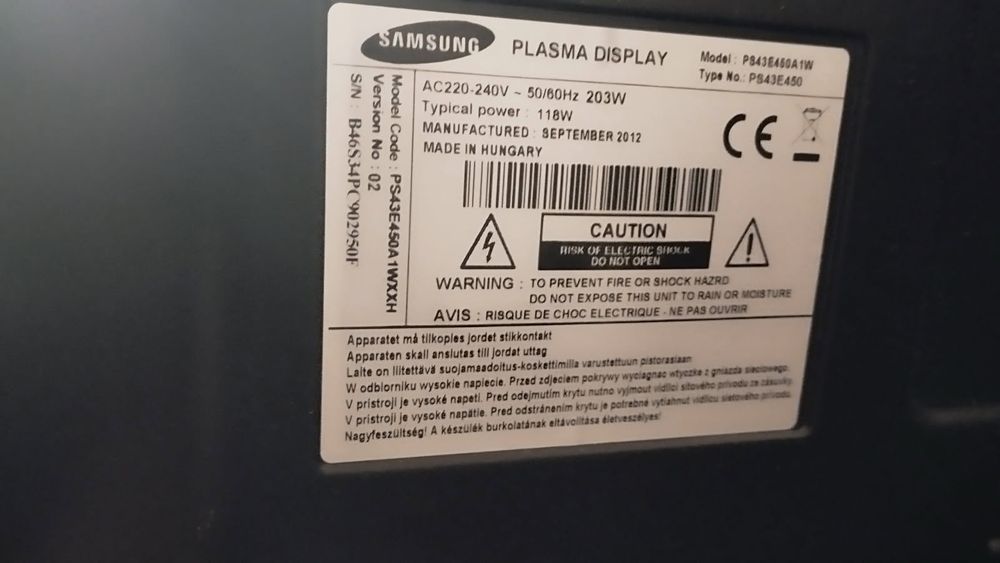 SAMSUNG
PLASMA DISPLAY
Model : PS43E450A1W
Type No.: PS43E450
Model Code : PS43E450A1WXXH
Version No : 02
S/N : B46S34PC902950F
AC220-240V ~ 50/60Hz 203W
Typical power : 118W
MANUFACTURED : SEPTEMBER 2012
MADE IN HUNGARY
CE
CAUTION
RISK OF ELECTRIC SHOCK
DO NOT OPEN
WARNING : TO PREVENT FIRE OR SHOCK HAZRD
DO NOT EXPOSE THIS UNIT TO RAIN OR MOISTURE
AVIS : RISQUE DE CHOC ELECTRIQUE - NE PAS OUVRIR
Apparatet må tilkoples jordet stikkontakt
Apparaten skall anslutas till jordat uttag
Laite on liitettävä suojamaadoitus-koskettimilla varustettuun pistorasiaan
W odbiorniku wysokie napiecie. Przed zdjeciem pokrywy wyciagnac wtyczke z gniazda sieciowego.
V prístroji je vysoké napetí. Pred odejmutím krytu nutno vyjmout vidlici sítového prívodu ze zásuvky.
V prístroji je vysoké napätie. Pred odstránením krytu je potrebné vytiahnut vidlicu sietového prívodu.
Nagyfeszültség! A készülék burkolatának eltávolítása életveszélyes!